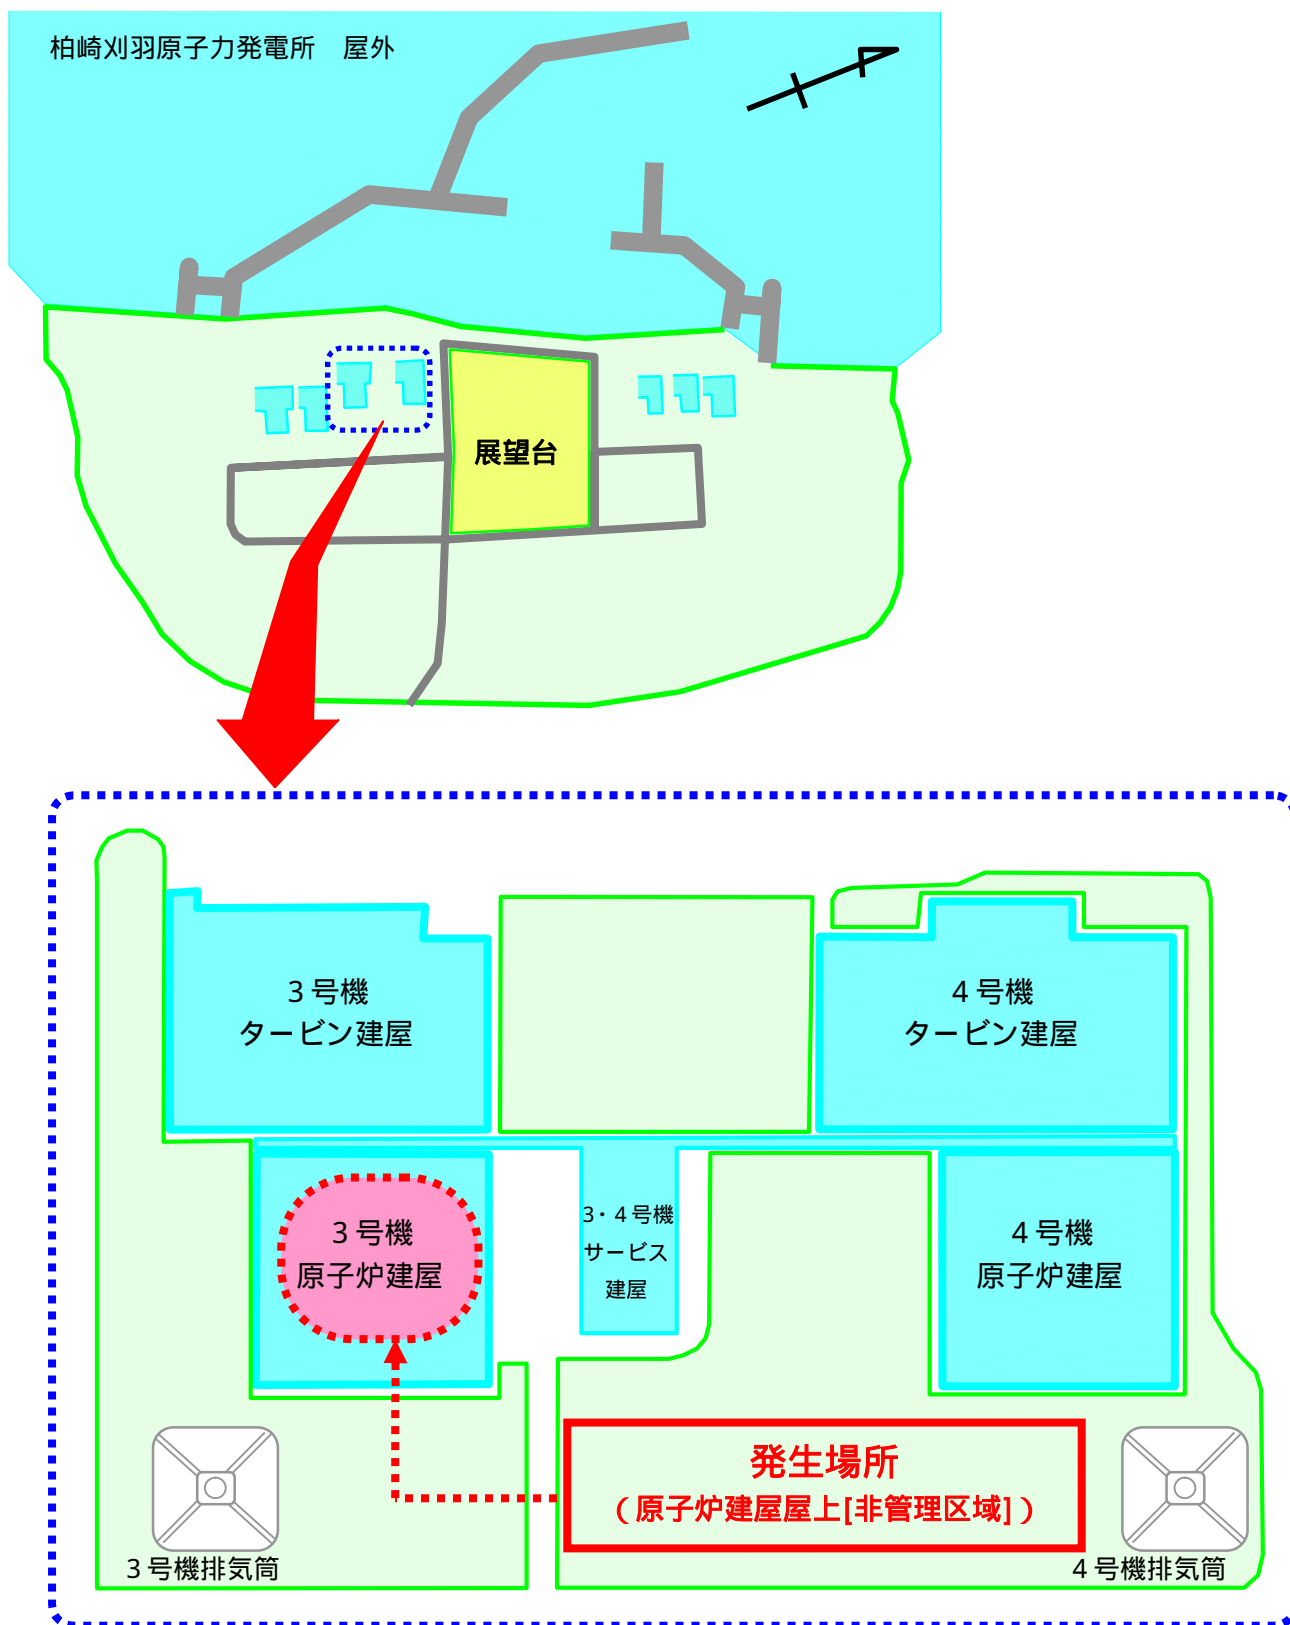 柏崎刈羽原子力発電所　屋外
展望台
３号機
タービン建屋
４号機
タービン建屋
３号機
原子炉建屋
3・４号機
サービス
建屋
４号機
原子炉建屋
発生場所
（原子炉建屋屋上[非管理区域]）
３号機排気筒
４号機排気筒